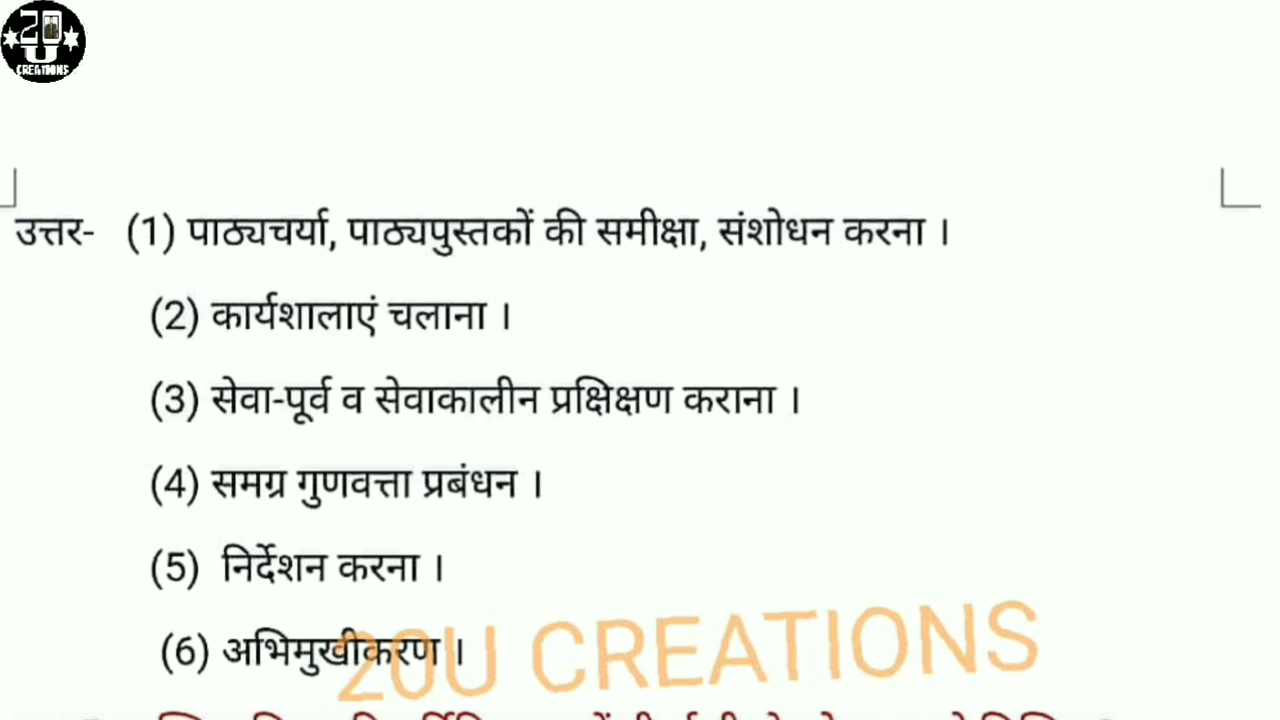 20
U
CREATIONS
उत्तर- (1) पाठ्यचर्या, पाठ्यपुस्तकों की समीक्षा, संशोधन करना ।
(2) कार्यशालाएं चलाना ।
(3) सेवा-पूर्व व सेवाकालीन प्रक्षिक्षण कराना ।
(4) समग्र गुणवत्ता प्रबंधन ।
(5) निर्देशन करना ।
(6) अभिमुखीकरण ।
20U CREATIONS